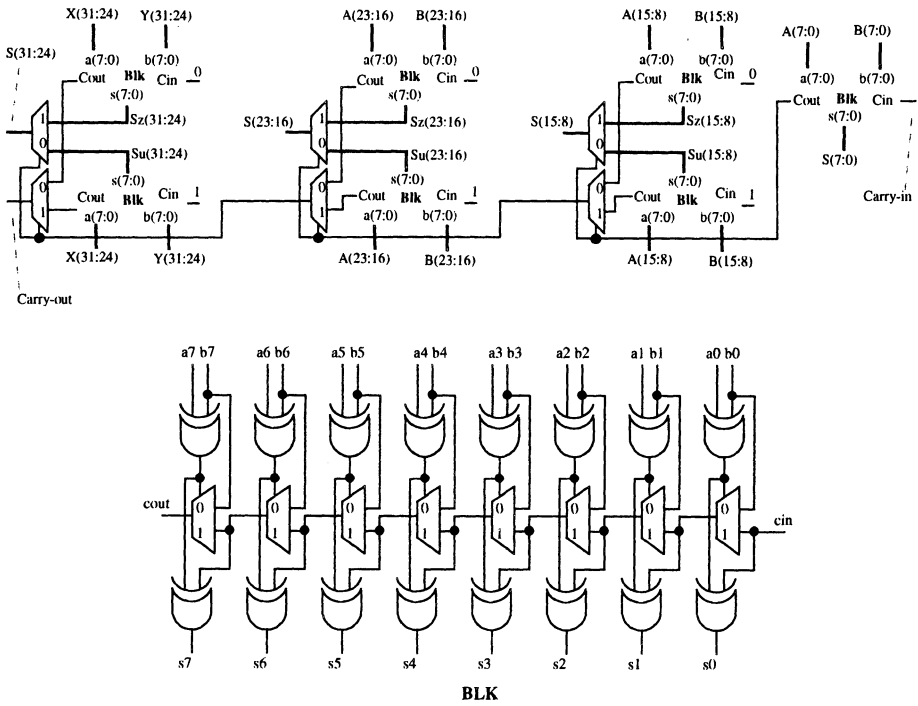 X(31:24) Y(31:24) A(23:16) B(23:16) A(15:8) B(15:8) A(7:0) B(7:0)
S(31:24)
a(7:0) b(7:0) a(7:0) b(7:0) a(7:0) b(7:0) a(7:0) b(7:0)
Cout Blk Cin 0 Cout Blk Cin 0 Cout Blk Cin 0 Cout Blk Cin
s(7:0) s(7:0) s(7:0) s(7:0)
1 Sz(31:24) S(23:16) 1 Sz(23:16) S(15:8) 1 Sz(15:8)
0 Su(31:24) 0 Su(23:16) 0 Su(15:8) S(7:0)
s(7:0) s(7:0) s(7:0)
0 Cin 1 0 Cin 1 0 Cin 1 Carry-in
1 Cout Blk 1 Cout Blk 1 Cout Blk
a(7:0) b(7:0) a(7:0) b(7:0) a(7:0) b(7:0)
X(31:24) Y(31:24) A(23:16) B(23:16) A(15:8) B(15:8)
Carry-out
a7 b7 a6 b6 a5 b5 a4 b4 a3 b3 a2 b2 a1 b1 a0 b0
cout 0 0 0 0 0 0 0 0 cin
1 1 1 1 i 1 1 1
s7 s6 s5 s4 s3 s2 s1 s0
BLK